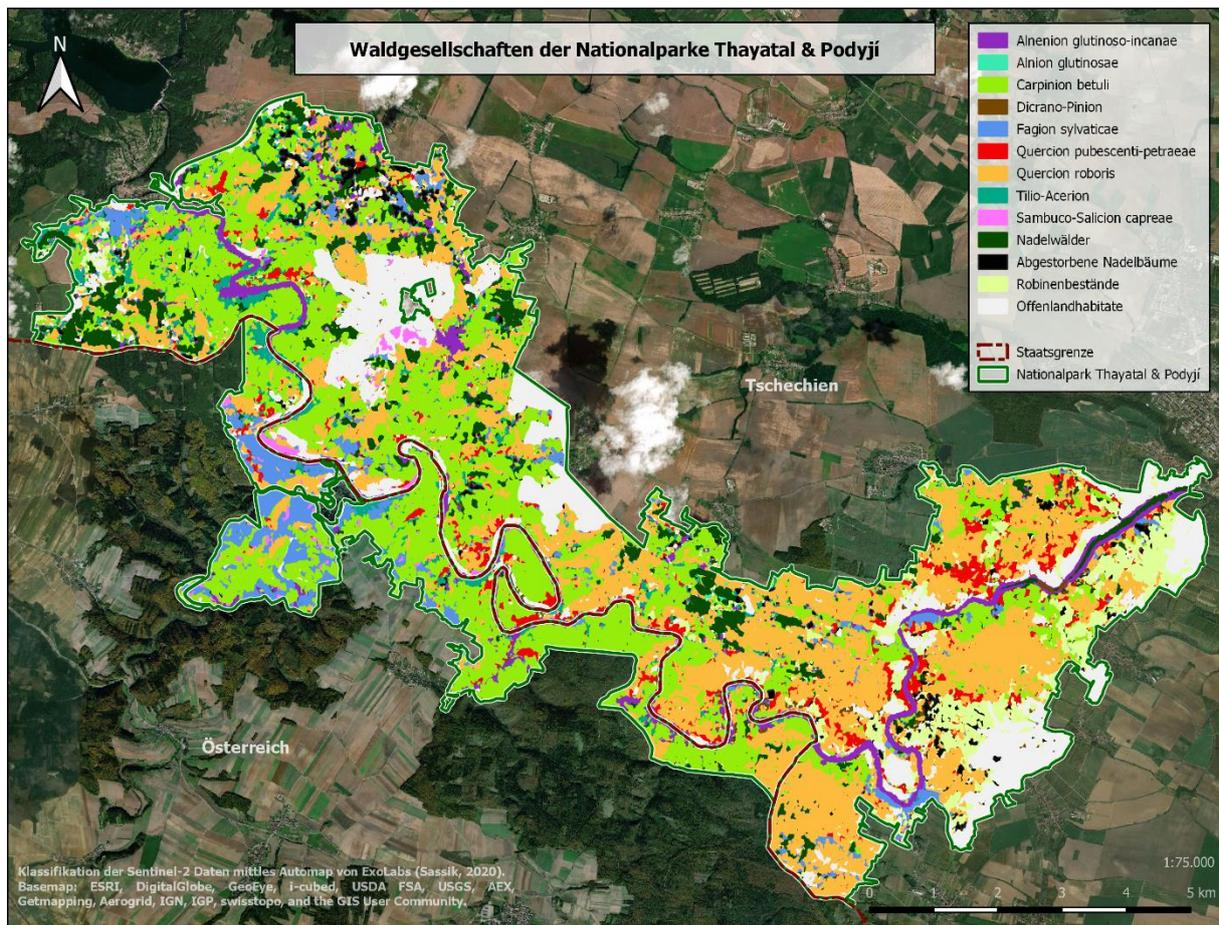 Waldgesellschaften der Nationalparke Thayatal & Podyjí
N
Alnenion glutinoso-incanae
Alnion glutinosae
Carpinion betuli
Dicrano-Pinion
Fagion sylvaticae
Quercion pubescenti-petraeae
Quercion roboris
Tilio-Acerion
Sambuco-Salicion capreae
Nadelwälder
Abgestorbene Nadelbäume
Robinenbestände
Offenlandhabitate
Staatsgrenze
Nationalpark Thayatal & Podyjí
Tschechien
Österreich
Klassifikation der Sentinel-2 Daten mittles Automap von ExoLabs (Sassik, 2020).
Basemap: ESRI, DigitalGlobe, GeoEye, i-cubed, USDA FSA, USGS, AEX,
Getmapping, Aerogrid, IGN, IGP, swisstopo, and the GIS User Community.
1:75.000
0 1 2 3 4 5 km